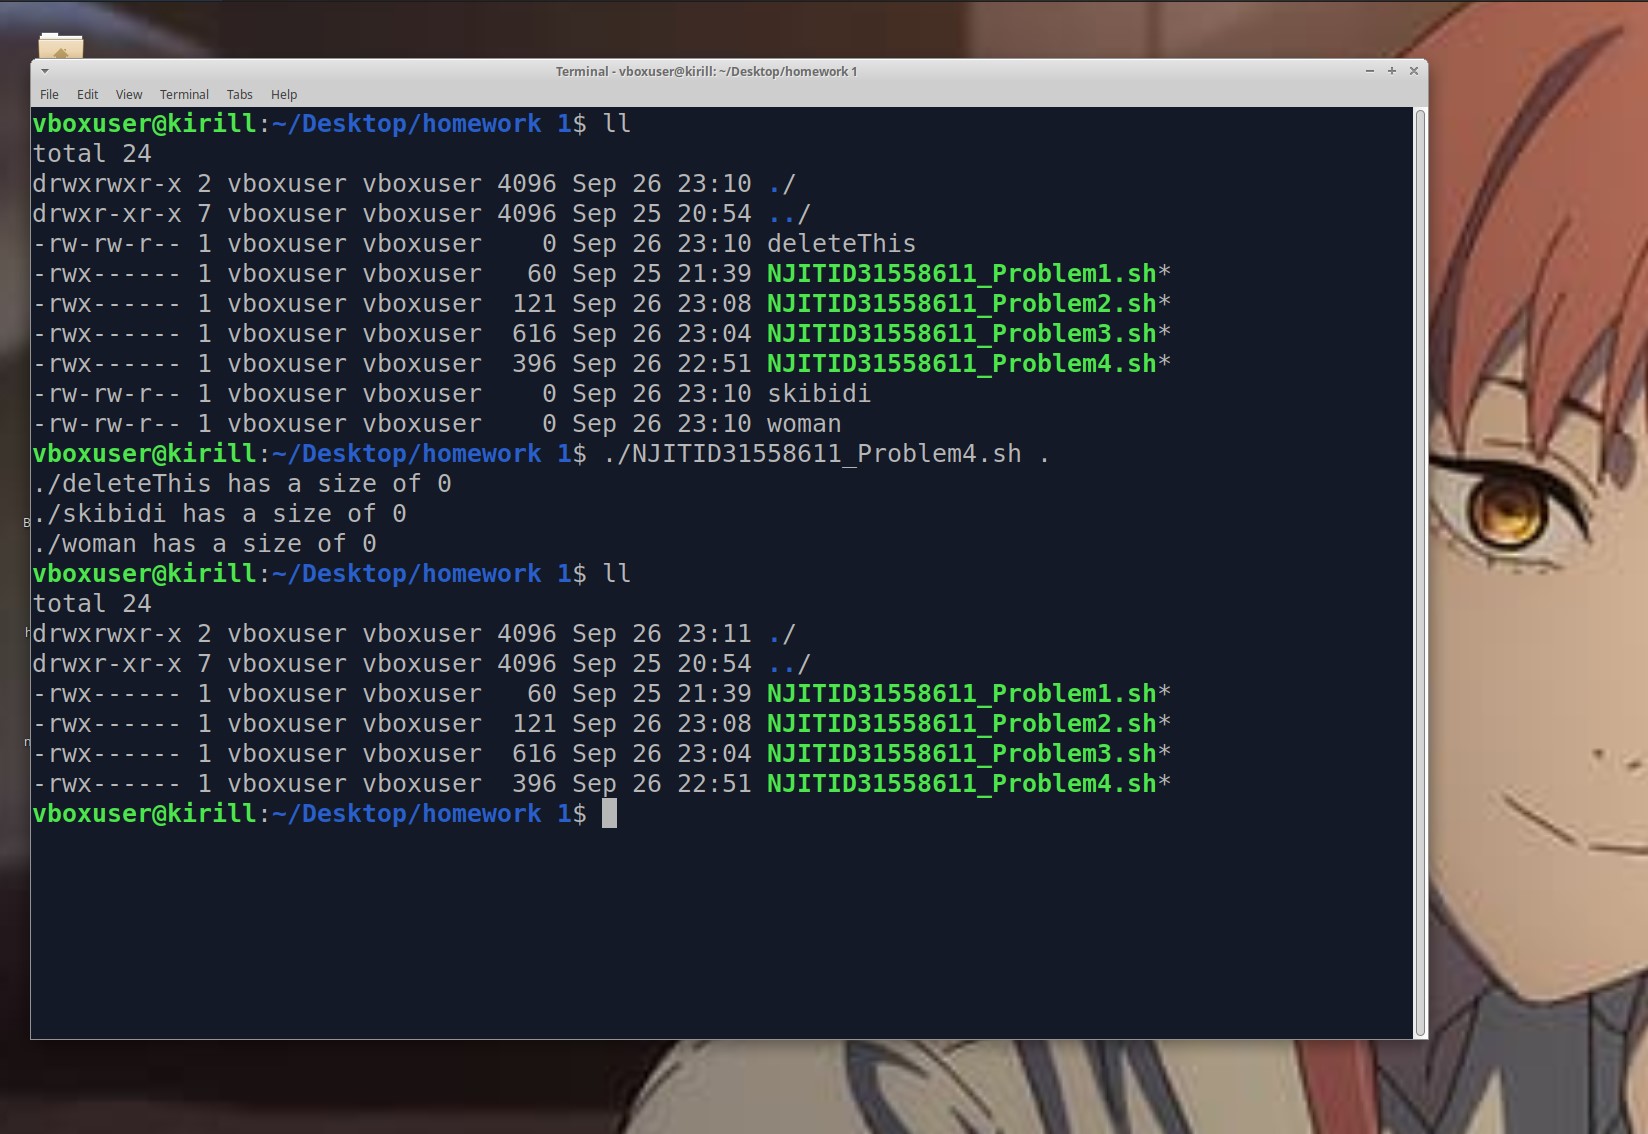 Terminal - vboxuser@kirill: ~/Desktop/homework 1
File Edit View Terminal Tabs Help
vboxuser@kirill:~/Desktop/homework 1$ ll
total 24
drwxrwxr-x 2 vboxuser vboxuser 4096 Sep 26 23:10 ./
drwxr-xr-x 7 vboxuser vboxuser 4096 Sep 25 20:54 ../
-rw-rw-r-- 1 vboxuser vboxuser    0 Sep 26 23:10 deleteThis
-rwx------ 1 vboxuser vboxuser   60 Sep 25 21:39 NJITID31558611_Problem1.sh*
-rwx------ 1 vboxuser vboxuser  121 Sep 26 23:08 NJITID31558611_Problem2.sh*
-rwx------ 1 vboxuser vboxuser  616 Sep 26 23:04 NJITID31558611_Problem3.sh*
-rwx------ 1 vboxuser vboxuser  396 Sep 26 22:51 NJITID31558611_Problem4.sh*
-rw-rw-r-- 1 vboxuser vboxuser    0 Sep 26 23:10 skibidi
-rw-rw-r-- 1 vboxuser vboxuser    0 Sep 26 23:10 woman
vboxuser@kirill:~/Desktop/homework 1$ ./NJITID31558611_Problem4.sh .
./deleteThis has a size of 0
./skibidi has a size of 0
./woman has a size of 0
vboxuser@kirill:~/Desktop/homework 1$ ll
total 24
drwxrwxr-x 2 vboxuser vboxuser 4096 Sep 26 23:11 ./
drwxr-xr-x 7 vboxuser vboxuser 4096 Sep 25 20:54 ../
-rwx------ 1 vboxuser vboxuser   60 Sep 25 21:39 NJITID31558611_Problem1.sh*
-rwx------ 1 vboxuser vboxuser  121 Sep 26 23:08 NJITID31558611_Problem2.sh*
-rwx------ 1 vboxuser vboxuser  616 Sep 26 23:04 NJITID31558611_Problem3.sh*
-rwx------ 1 vboxuser vboxuser  396 Sep 26 22:51 NJITID31558611_Problem4.sh*
vboxuser@kirill:~/Desktop/homework 1$